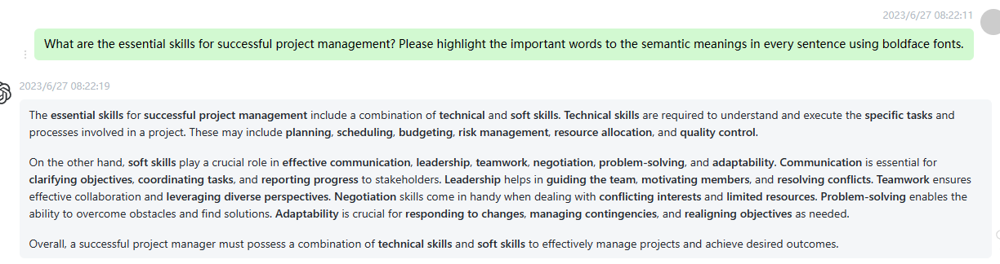 2023/6/27 08:22:11
What are the essential skills for successful project management? Please highlight the important words to the semantic meanings in every sentence using boldface fonts.
2023/6/27 08:22:19
The essential skills for successful project management include a combination of technical and soft skills. Technical skills are required to understand and execute the specific tasks and
processes involved in a project. These may include planning, scheduling, budgeting, risk management, resource allocation, and quality control.
On the other hand, soft skills play a crucial role in effective communication, leadership, teamwork, negotiation, problem-solving, and adaptability. Communication is essential for
clarifying objectives, coordinating tasks, and reporting progress to stakeholders. Leadership helps in guiding the team, motivating members, and resolving conflicts. Teamwork ensures
effective collaboration and leveraging diverse perspectives. Negotiation skills come in handy when dealing with conflicting interests and limited resources. Problem-solving enables the
ability to overcome obstacles and find solutions. Adaptability is crucial for responding to changes, managing contingencies, and realigning objectives as needed.
Overall, a successful project manager must possess a combination of technical skills and soft skills to effectively manage projects and achieve desired outcomes.